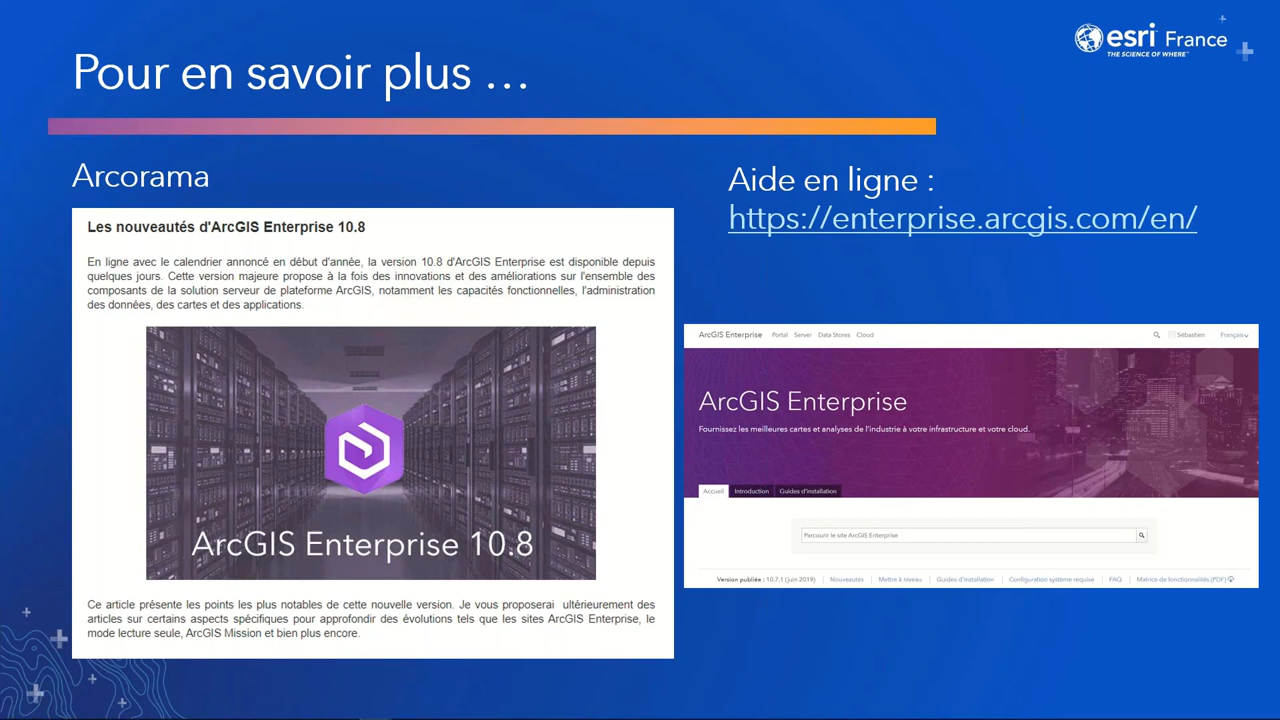 esri France
THE SCIENCE OF WHERE™
Pour en savoir plus …
Arcorama
Les nouveautés d'ArcGIS Enterprise 10.8
En ligne avec le calendrier annoncé en début d'année, la version 10.8 d'ArcGIS Enterprise est disponible depuis
quelques jours. Cette version majeure propose à la fois des innovations et des améliorations sur l'ensemble des
composants de la solution serveur de plateforme ArcGIS, notamment les capacités fonctionnelles, l'administration
des données, des cartes et des applications.
ArcGIS Enterprise 10.8
Ce article présente les points les plus notables de cette nouvelle version. Je vous proposerai ultérieurement des
articles sur certains aspects spécifiques pour approfondir des évolutions tels que les sites ArcGIS Enterprise, le
mode lecture seule, ArcGIS Mission et bien plus encore.
Aide en ligne :
https://enterprise.arcgis.com/en/
ArcGIS Enterprise Portal Server Data Stores Cloud Sébastien Français
ArcGIS Enterprise
Fournissez les meilleures cartes et analyses de l'industrie à votre infrastructure et votre cloud.
Accueil Introduction Guides d'installation
Parcourir le site ArcGIS Enterprise
Version publiée : 10.7.1 (juin 2019) | Nouveautés | Mettre à niveau | Guides d'installation | Configuration système requise | FAQ | Matrice de fonctionnalités (PDF)